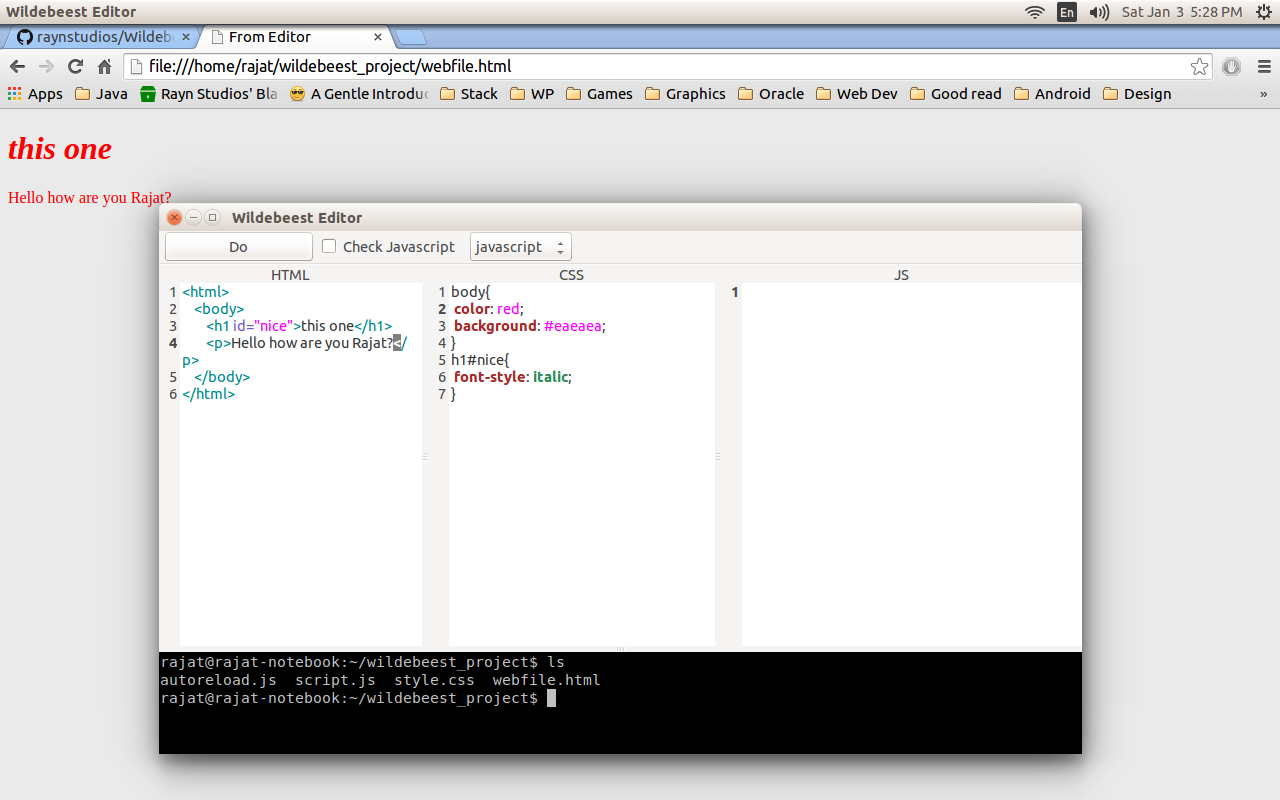 Wildebeest Editor En Sat Jan 3 5:28 PM
raynstudios/Wildeb × From Editor ×
file:///home/rajat/wildebeest_project/webfile.html
Apps Java Rayn Studios' Bla A Gentle Introdu Stack WP Games Graphics Oracle Web Dev Good read Android Design »
this one
Hello how are you Rajat?
Wildebeest Editor
Do Check Javascript javascript
HTML
1 <html>
2 <body>
3 <h1 id="nice">this one</h1>
4 <p>Hello how are you Rajat?</
p>
5 </body>
6 </html>
CSS
1 body{
2 color: red;
3 background: #eaeaea;
4 }
5 h1#nice{
6 font-style: italic;
7 }
JS
1
rajat@rajat-notebook:~/wildebeest_project$ ls
autoreload.js script.js style.css webfile.html
rajat@rajat-notebook:~/wildebeest_project$